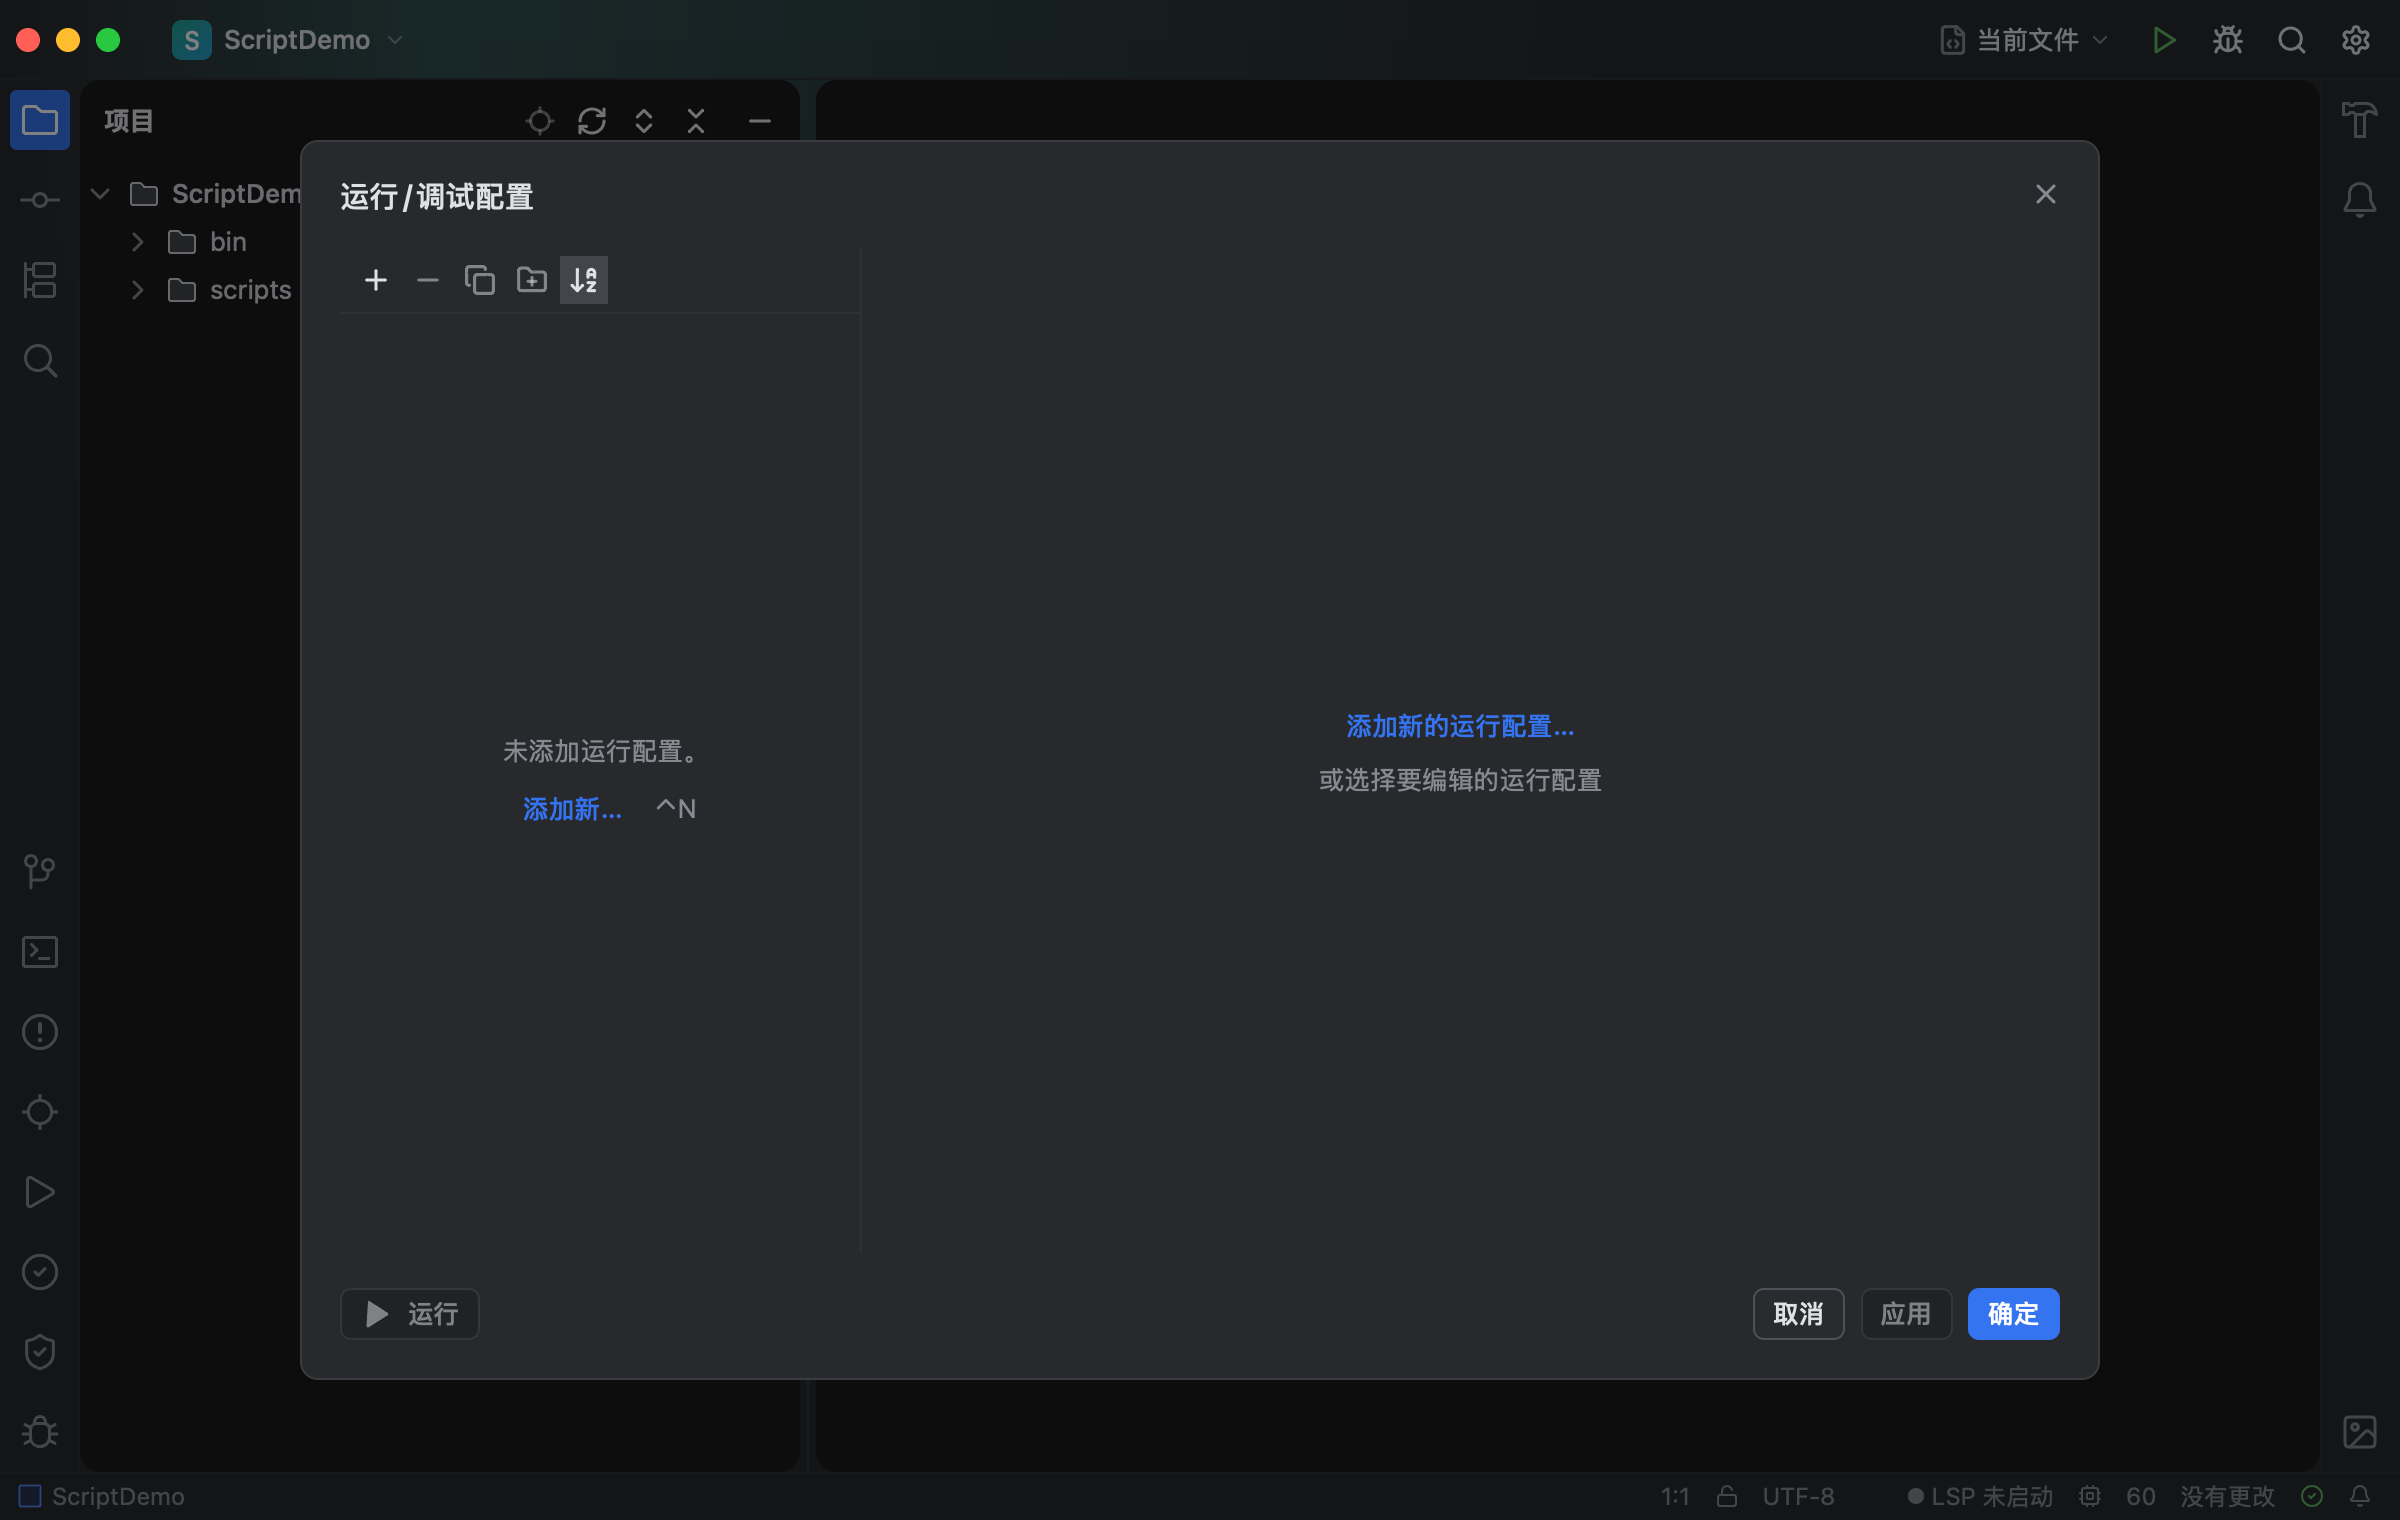 S ScriptDemo
当前文件
项目
ScriptDem
bin
scripts
运行/调试配置
未添加运行配置。
添加新... ^N
添加新的运行配置...
或选择要编辑的运行配置
运行
取消
应用
确定
ScriptDemo
1:1
UTF-8
LSP 未启动
60
没有更改